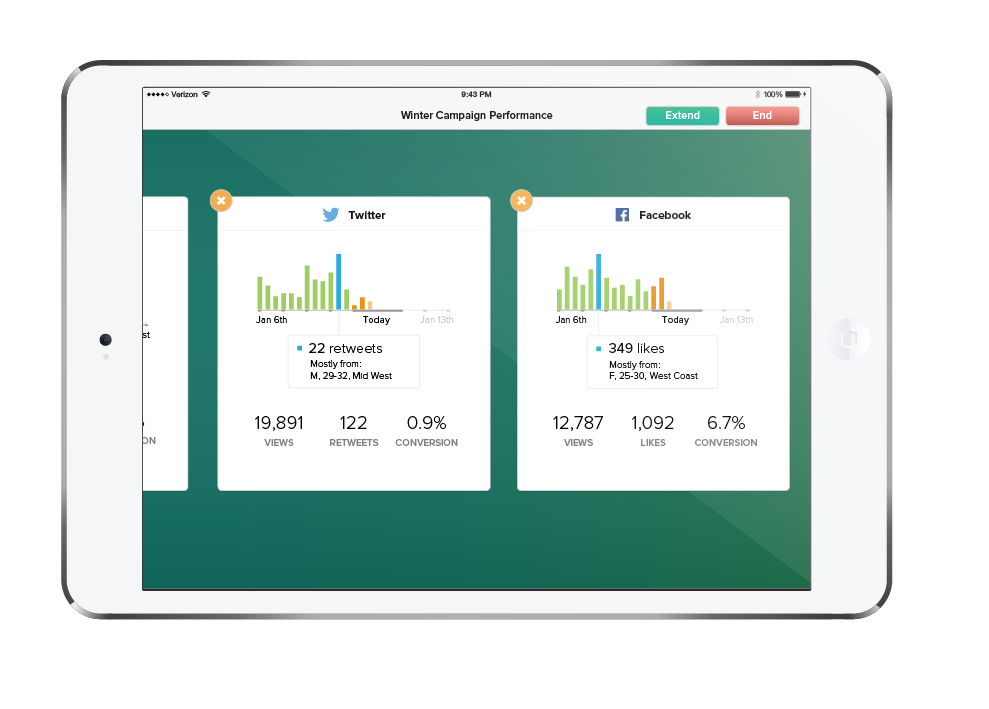 Verizon
9:43 PM
100%
Winter Campaign Performance
Extend
End
st
ON
Twitter
Jan 6th
Today
Jan 13th
22 retweets
Mostly from:
M, 29-32, Mid West
19,891
122
0.9%
VIEWS
RETWEETS
CONVERSION
Facebook
Jan 6th
Today
Jan 13th
349 likes
Mostly from:
F, 25-30, West Coast
12,787
1,092
6.7%
VIEWS
LIKES
CONVERSION